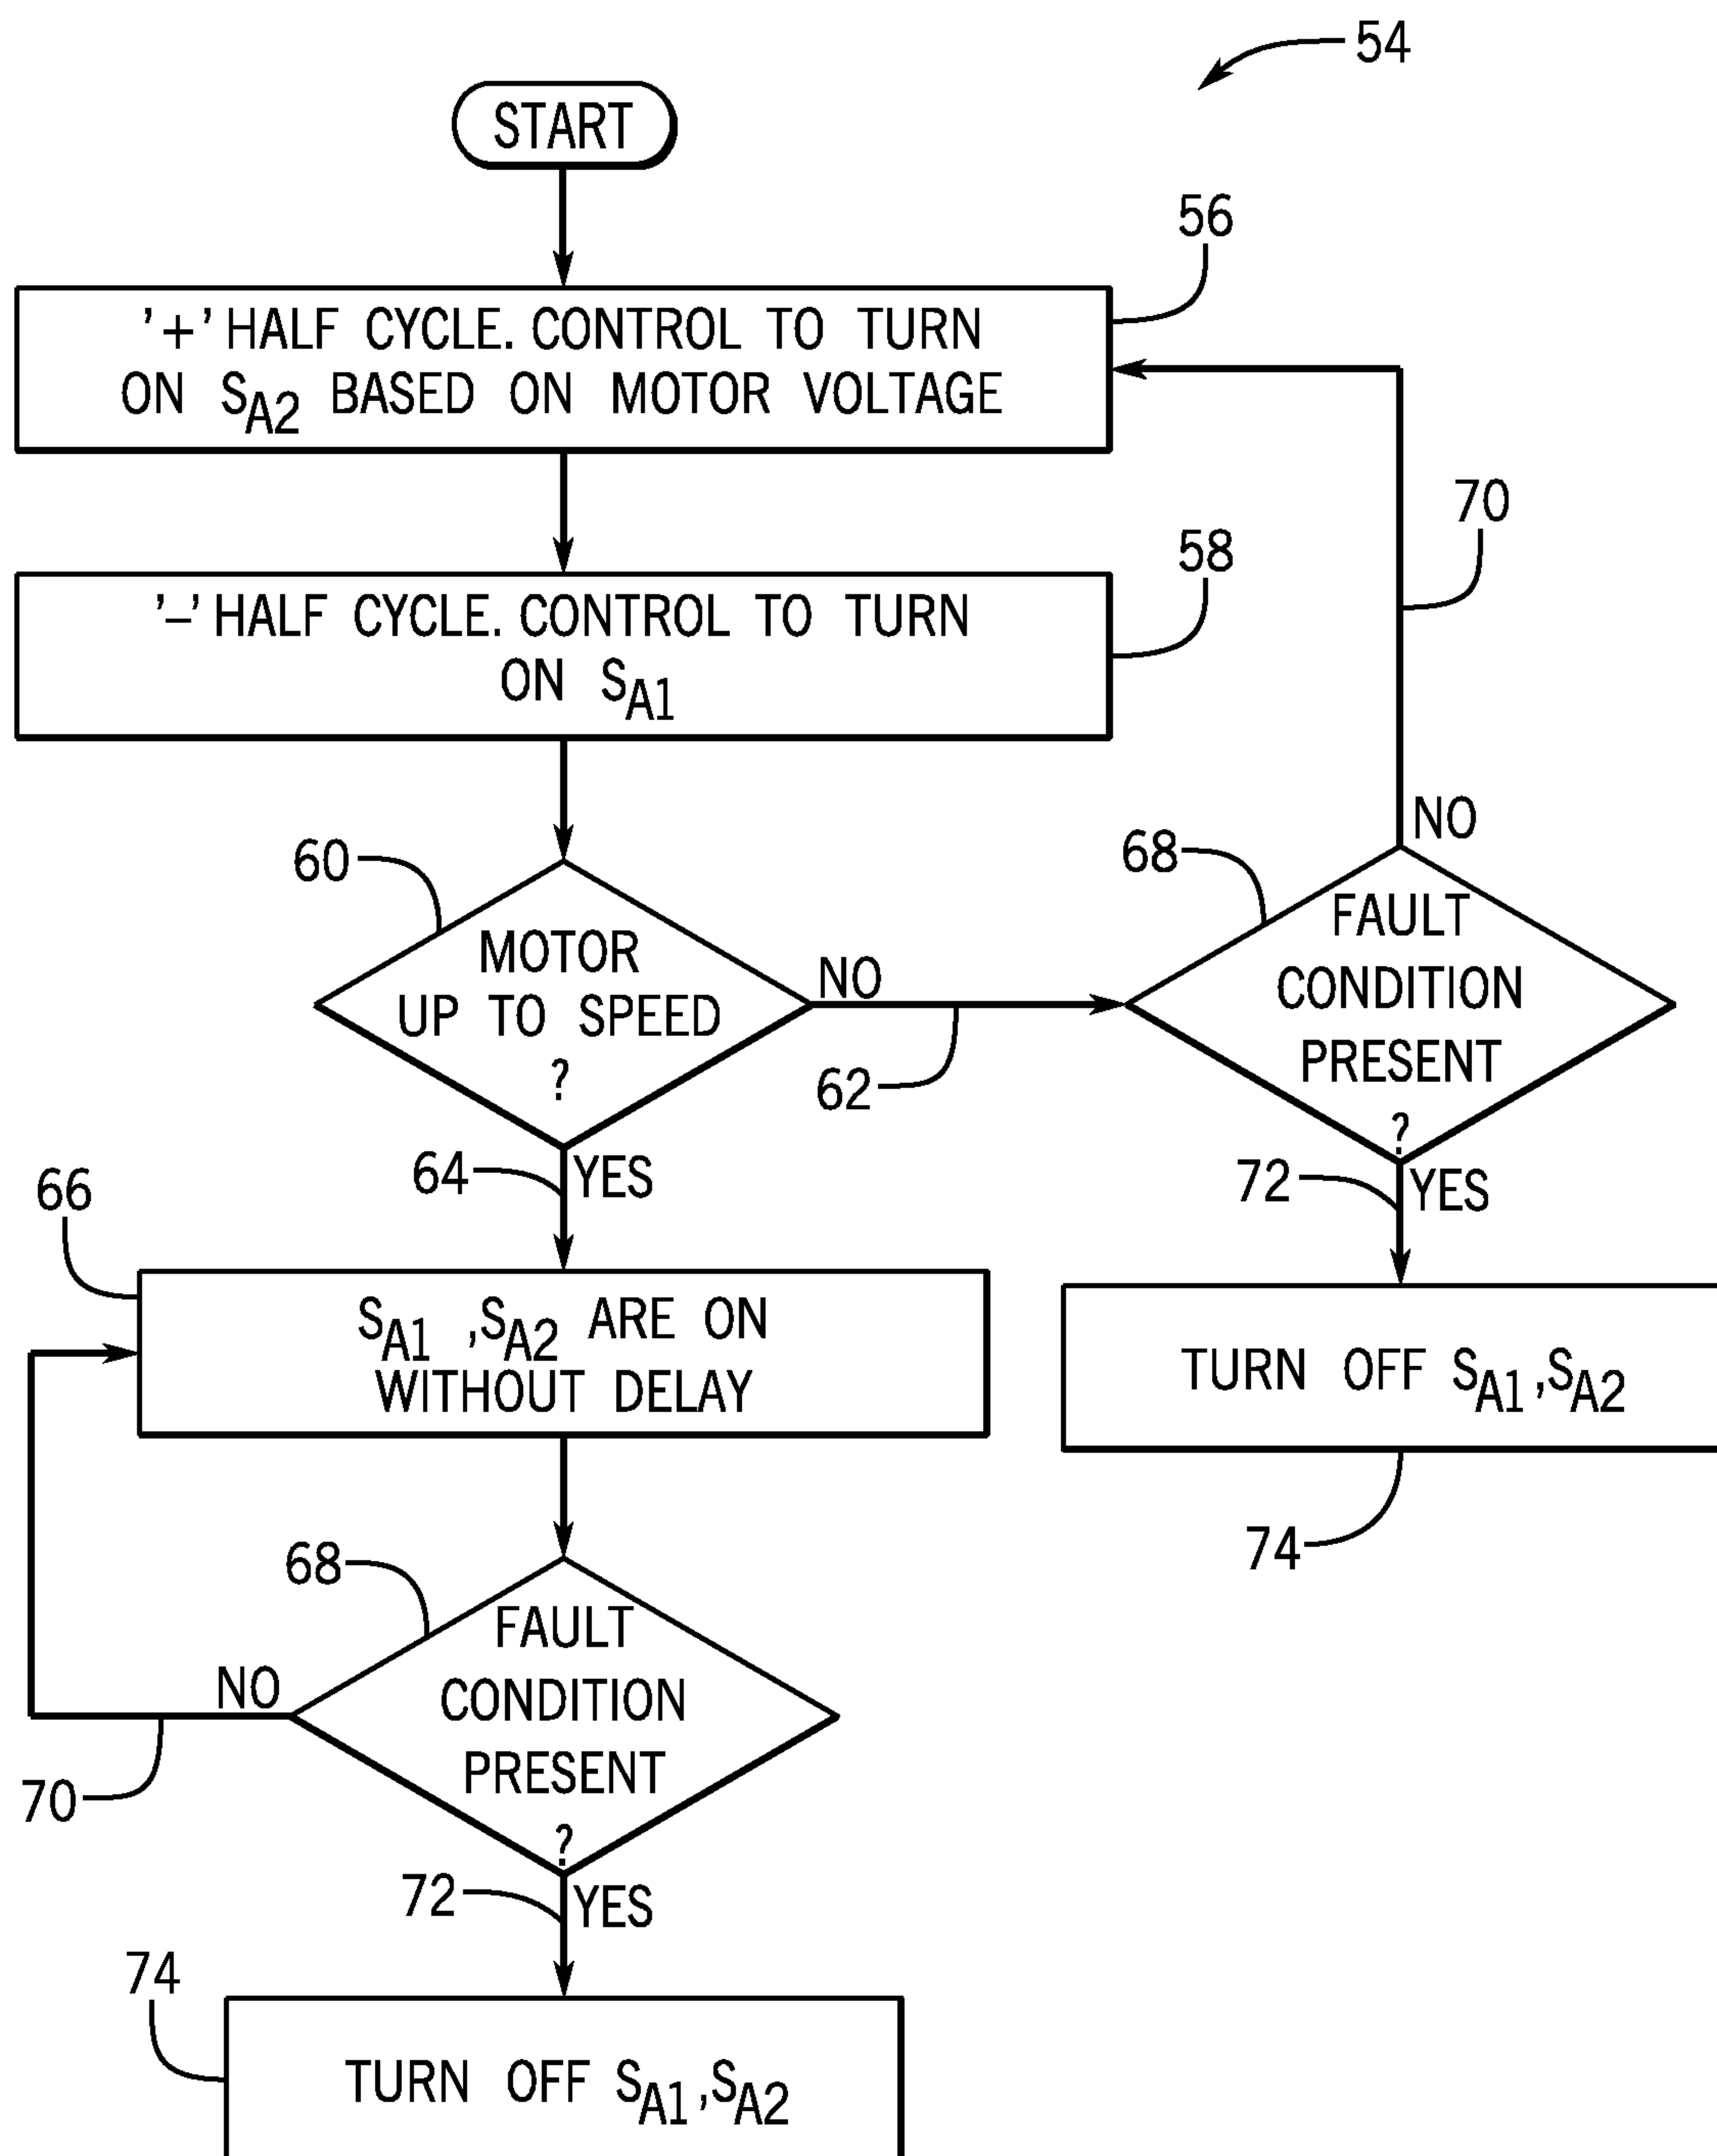 54
START
56
'+' HALF CYCLE. CONTROL TO TURN
ON SA2 BASED ON MOTOR VOLTAGE
70
58
'–' HALF CYCLE. CONTROL TO TURN
ON SA1
NO
60
68
MOTOR
UP TO SPEED
?
NO
62
FAULT
CONDITION
PRESENT
?
64
YES
72
YES
66
SA1 ,SA2 ARE ON
WITHOUT DELAY
TURN OFF SA1,SA2
74
68
FAULT
CONDITION
PRESENT
?
NO
70
72
YES
74
TURN OFF SA1,SA2